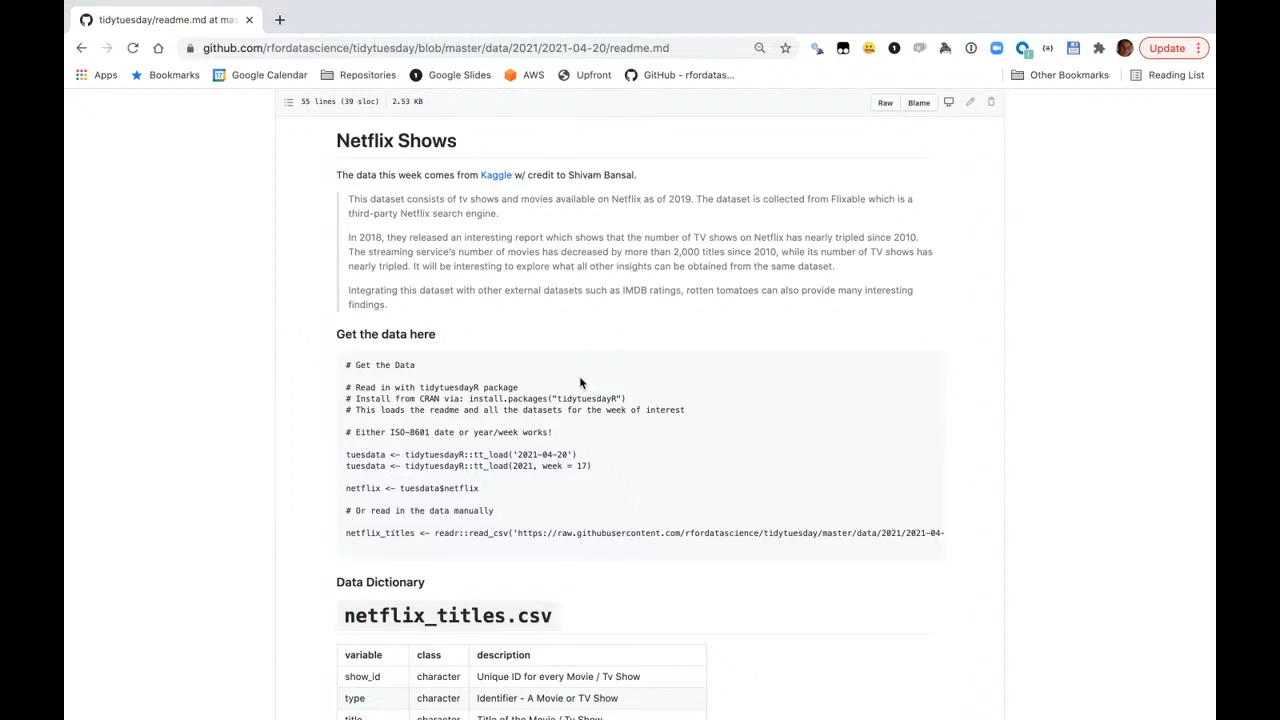 tidytuesday/readme.md at mas
github.com/rfordatascience/tidytuesday/blob/master/data/2021/2021-04-20/readme.md
Update
Apps
Bookmarks
Google Calendar
Repositories
Google Slides
AWS
Upfront
GitHub - rfordatas...
Other Bookmarks
Reading List
55 lines (39 sloc) 2.53 KB
Raw
Blame
Netflix Shows
The data this week comes from Kaggle w/ credit to Shivam Bansal.
This dataset consists of tv shows and movies available on Netflix as of 2019. The dataset is collected from Flixable which is a
third-party Netflix search engine.
In 2018, they released an interesting report which shows that the number of TV shows on Netflix has nearly tripled since 2010.
The streaming service's number of movies has decreased by more than 2,000 titles since 2010, while its number of TV shows has
nearly tripled. It will be interesting to explore what all other insights can be obtained from the same dataset.
Integrating this dataset with other external datasets such as IMDB ratings, rotten tomatoes can also provide many interesting
findings.
Get the data here
# Get the Data
# Read in with tidytuesdayR package
# Install from CRAN via: install.packages("tidytuesdayR")
# This loads the readme and all the datasets for the week of interest
# Either ISO-8601 date or year/week works!
tuesdata <- tidytuesdayR::tt_load('2021-04-20')
tuesdata <- tidytuesdayR::tt_load(2021, week = 17)
netflix <- tuesdata$netflix
# Or read in the data manually
netflix_titles <- readr::read_csv('https://raw.githubusercontent.com/rfordatascience/tidytuesday/master/data/2021/2021-04-
Data Dictionary
netflix_titles.csv
variable class description
show_id character Unique ID for every Movie / Tv Show
type character Identifier - A Movie or TV Show
title character Title of the Movie / Tv Show